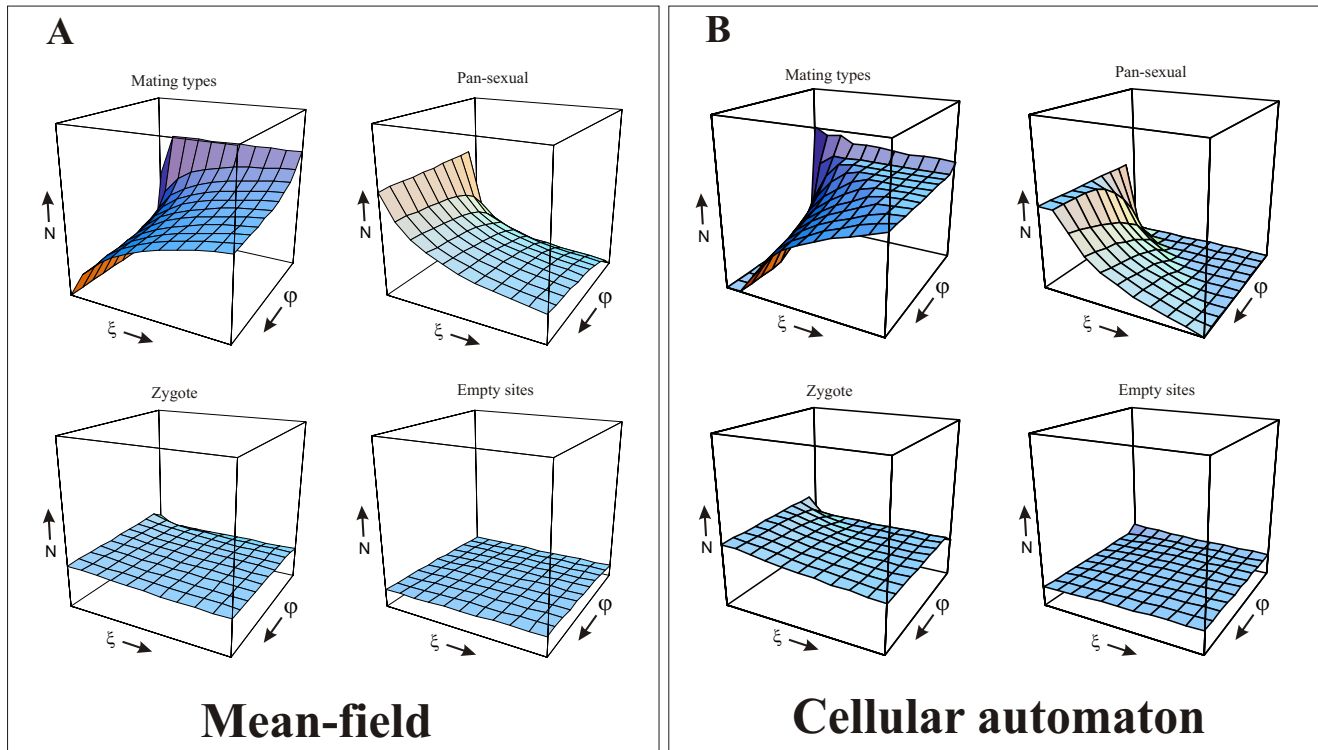 A
Mating types
Pan-sexual
N
ξ
φ
N
ξ
φ
Zygote
Empty sites
N
ξ
φ
N
ξ
φ
Mean-field
B
Mating types
Pan-sexual
N
ξ
φ
N
ξ
φ
Zygote
Empty sites
N
ξ
φ
N
ξ
φ
Cellular automaton